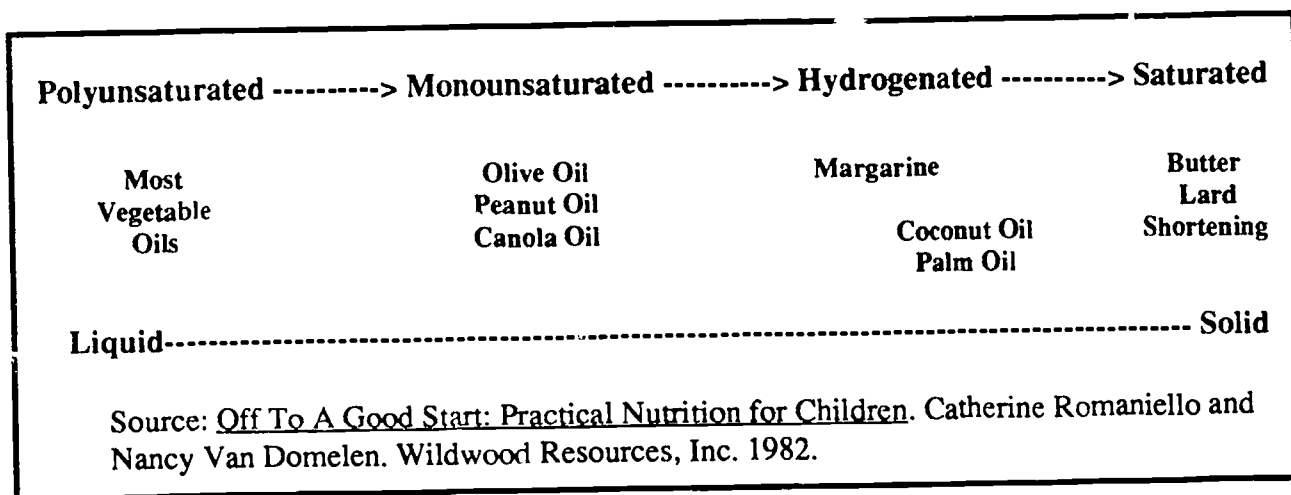 Polyunsaturated ----------> Monounsaturated ----------> Hydrogenated ----------> Saturated
Most
Vegetable
Oils
Olive Oil
Peanut Oil
Canola Oil
Margarine
Coconut Oil
Palm Oil
Butter
Lard
Shortening
Liquid------------------------------------------------------------------------------------------- Solid
Source: Off To A Good Start: Practical Nutrition for Children. Catherine Romaniello and
Nancy Van Domelen. Wildwood Resources, Inc. 1982.